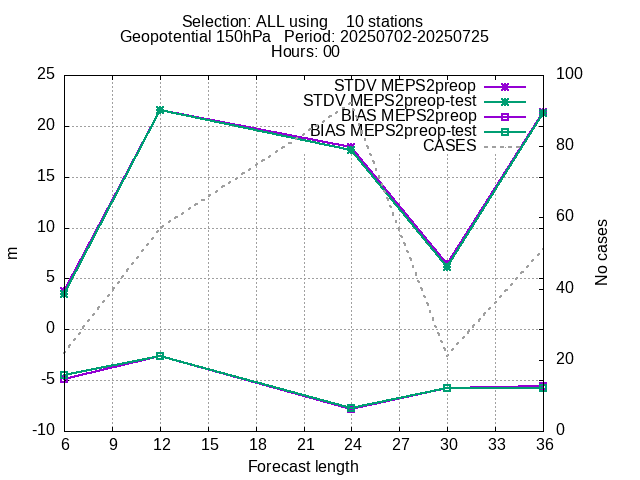 Selection: ALL using    10 stations
Geopotential 150hPa   Period: 20250702-20250725
Hours: 00
STDV MEPS2preop
STDV MEPS2preop-test
BIAS MEPS2preop
BIAS MEPS2preop-test
CASES
25
20
15
10
5
0
-5
-10
m
100
80
60
40
20
0
No cases
6 9 12 15 18 21 24 27 30 33 36
Forecast length